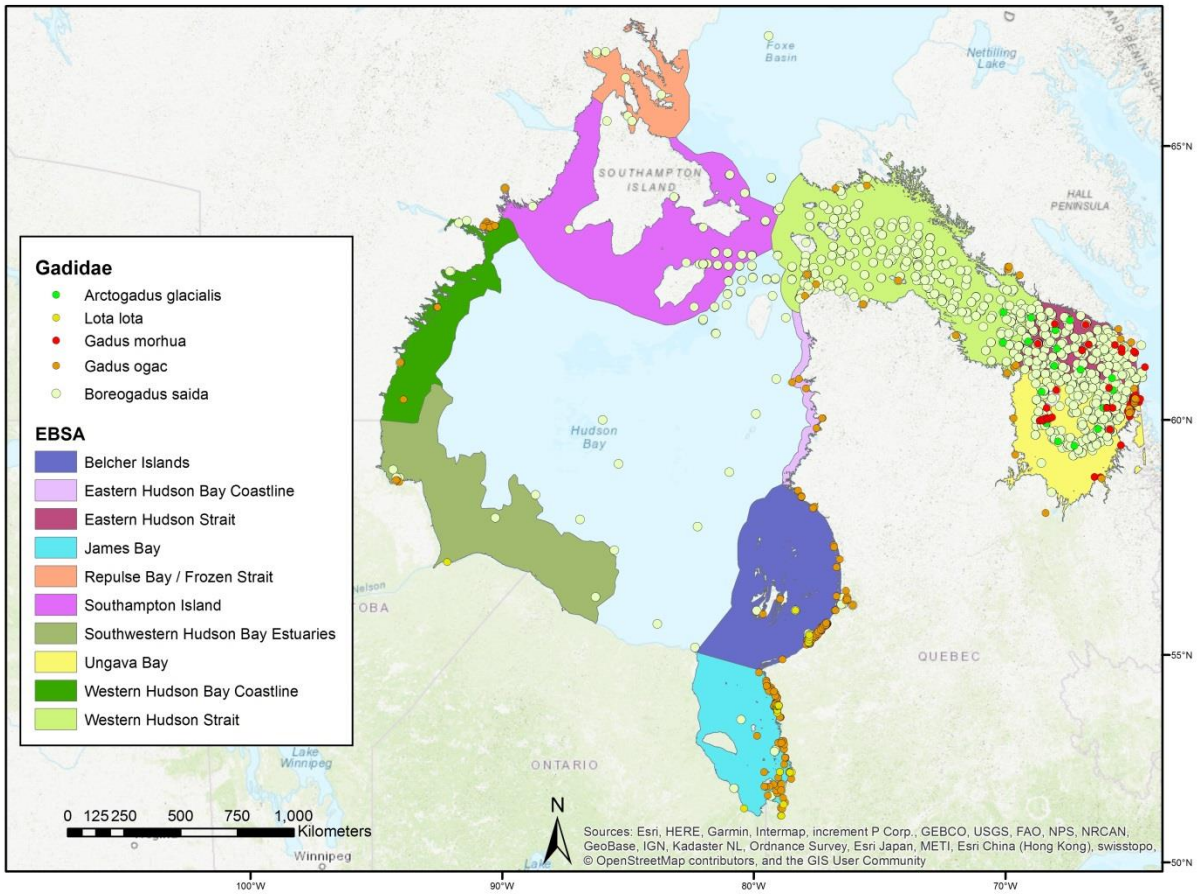 Foxe
Basin
Nettilling
Lake
65°N
SOUTHAMPTON
ISLAND
HALL
PENINSULA
Gadidae
Arctogadus glacialis
Lota lota
Gadus morhua
Gadus ogac
Boreogadus saida
EBSA
Belcher Islands
Eastern Hudson Bay Coastline
Eastern Hudson Strait
James Bay
Repulse Bay / Frozen Strait
Southampton Island
Southwestern Hudson Bay Estuaries
Ungava Bay
Western Hudson Bay Coastline
Western Hudson Strait
60°N
Hudson
Bay
Nelson
TOBA
55°N
QUEBEC
ONTARIO
Lake
Winnipeg
N
0 125 250 500 750 1,000
Kilometers
Winnipeg
Lake
Sources: Esri, HERE, Garmin, Intermap, increment P Corp., GEBCO, USGS, FAO, NPS, NRCAN,
GeoBase, IGN, Kadaster NL, Ordnance Survey, Esri Japan, METI, Esri China (Hong Kong), swisstopo,
© OpenStreetMap contributors, and the GIS User Community
50°N
100°W 90°W 80°W 70°W